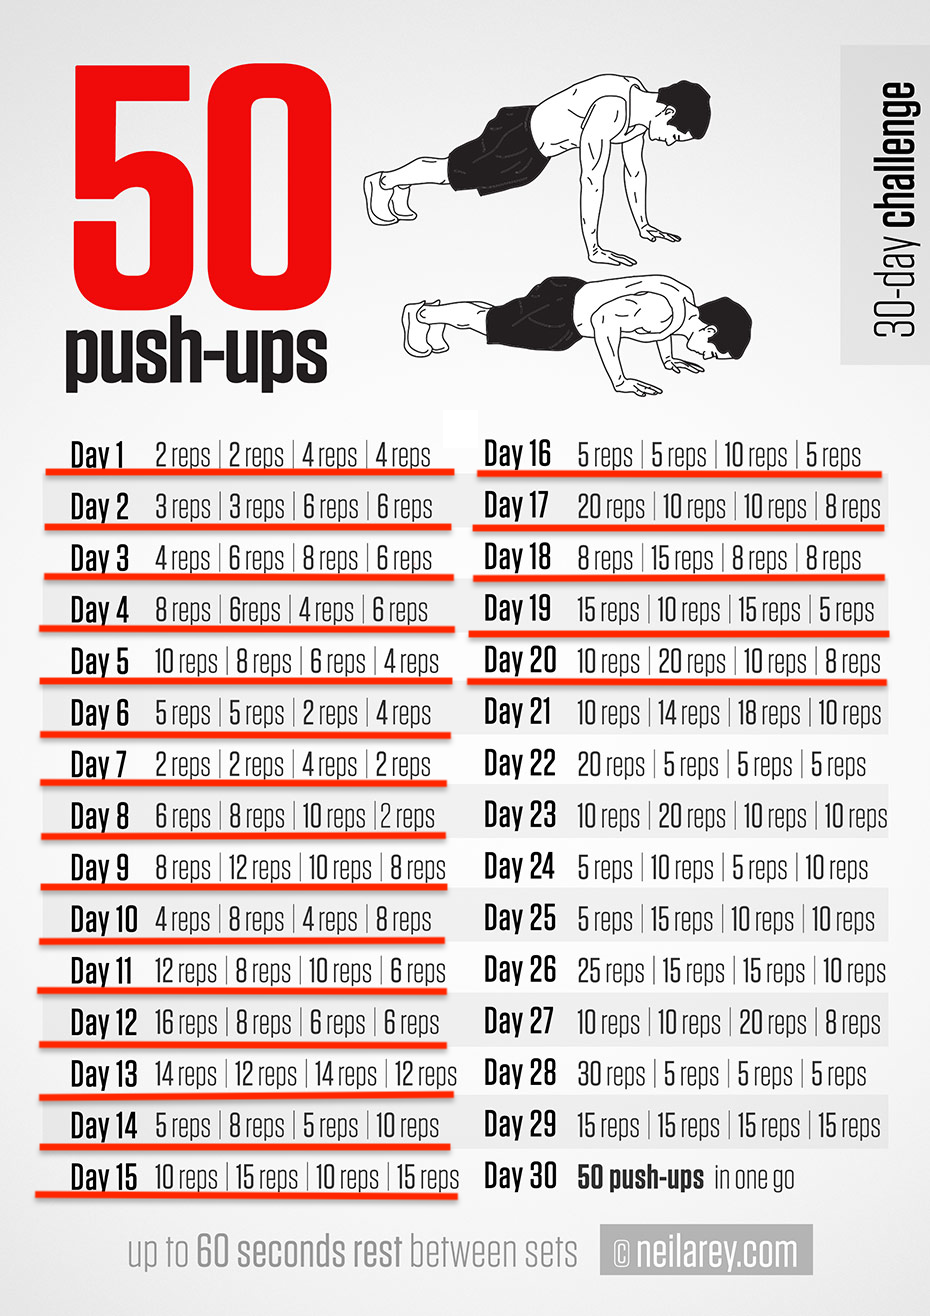 50
push-ups
30-day challenge
Day 1 2 reps | 2 reps | 4 reps | 4 reps
Day 2 3 reps | 3 reps | 6 reps | 6 reps
Day 3 4 reps | 6 reps | 8 reps | 6 reps
Day 4 8 reps | 6reps | 4 reps | 6 reps
Day 5 10 reps | 8 reps | 6 reps | 4 reps
Day 6 5 reps | 5 reps | 2 reps | 4 reps
Day 7 2 reps | 2 reps | 4 reps | 2 reps
Day 8 6 reps | 8 reps | 10 reps | 2 reps
Day 9 8 reps | 12 reps | 10 reps | 8 reps
Day 10 4 reps | 8 reps | 4 reps | 8 reps
Day 11 12 reps | 8 reps | 10 reps | 6 reps
Day 12 16 reps | 8 reps | 6 reps | 6 reps
Day 13 14 reps | 12 reps | 14 reps | 12 reps
Day 14 5 reps | 8 reps | 5 reps | 10 reps
Day 15 10 reps | 15 reps | 10 reps | 15 reps
Day 16 5 reps | 5 reps | 10 reps | 5 reps
Day 17 20 reps | 10 reps | 10 reps | 8 reps
Day 18 8 reps | 15 reps | 8 reps | 8 reps
Day 19 15 reps | 10 reps | 15 reps | 5 reps
Day 20 10 reps | 20 reps | 10 reps | 8 reps
Day 21 10 reps | 14 reps | 18 reps | 10 reps
Day 22 20 reps | 5 reps | 5 reps | 5 reps
Day 23 10 reps | 20 reps | 10 reps | 10 reps
Day 24 5 reps | 10 reps | 5 reps | 10 reps
Day 25 5 reps | 15 reps | 10 reps | 10 reps
Day 26 25 reps | 15 reps | 15 reps | 10 reps
Day 27 10 reps | 10 reps | 20 reps | 8 reps
Day 28 30 reps | 5 reps | 5 reps | 5 reps
Day 29 15 reps | 15 reps | 15 reps | 15 reps
Day 30 50 push-ups in one go
up to 60 seconds rest between sets
© neilarey.com